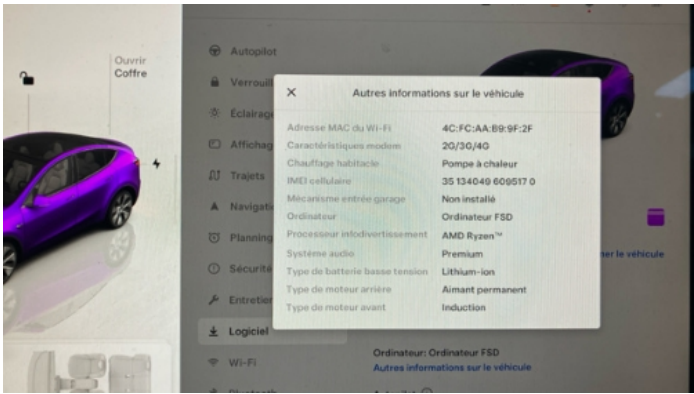 Ouvrir
Coffre
Autopilot
Verrouill
Éclairage
Affichag
Trajets
Navigati
Planning
Sécurité
Entretien
Logiciel
Wi-Fi
Autres informations sur le véhicule
Adresse MAC du Wi-Fi 4C:FC:AA:B9:9F:2F
Caractéristiques modem 2G/3G/4G
Chauffage habitacle Pompe à chaleur
IMEI cellulaire 35 134049 609517 0
Mécanisme entrée garage Non installé
Ordinateur Ordinateur FSD
Processeur infodivertissement AMD Ryzen™
Système audio Premium
Type de batterie basse tension Lithium-ion
Type de moteur arrière Aimant permanent
Type de moteur avant Induction
er le véhicule
Ordinateur: Ordinateur FSD
Autres informations sur le véhicule